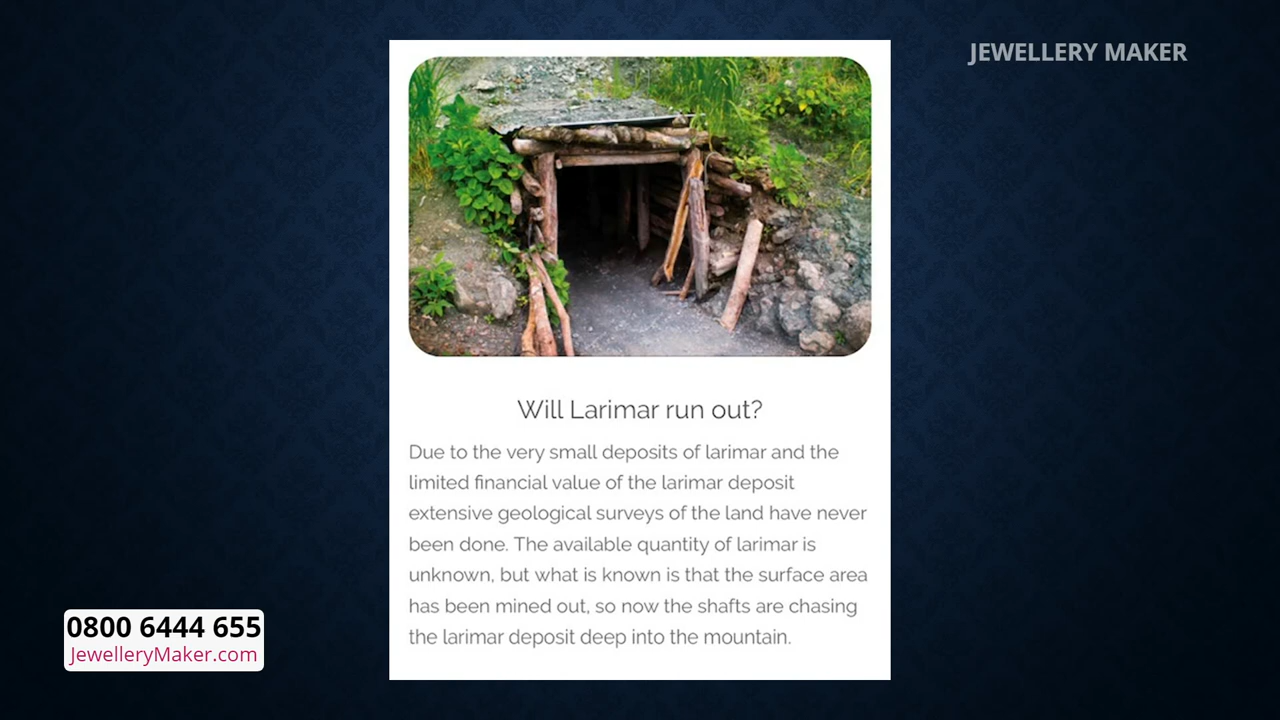 JEWELLERY MAKER
Will Larimar run out?
Due to the very small deposits of larimar and the
limited financial value of the larimar deposit
extensive geological surveys of the land have never
been done. The available quantity of larimar is
unknown, but what is known is that the surface area
has been mined out, so now the shafts are chasing
the larimar deposit deep into the mountain.
0800 6444 655
JewelleryMaker.com